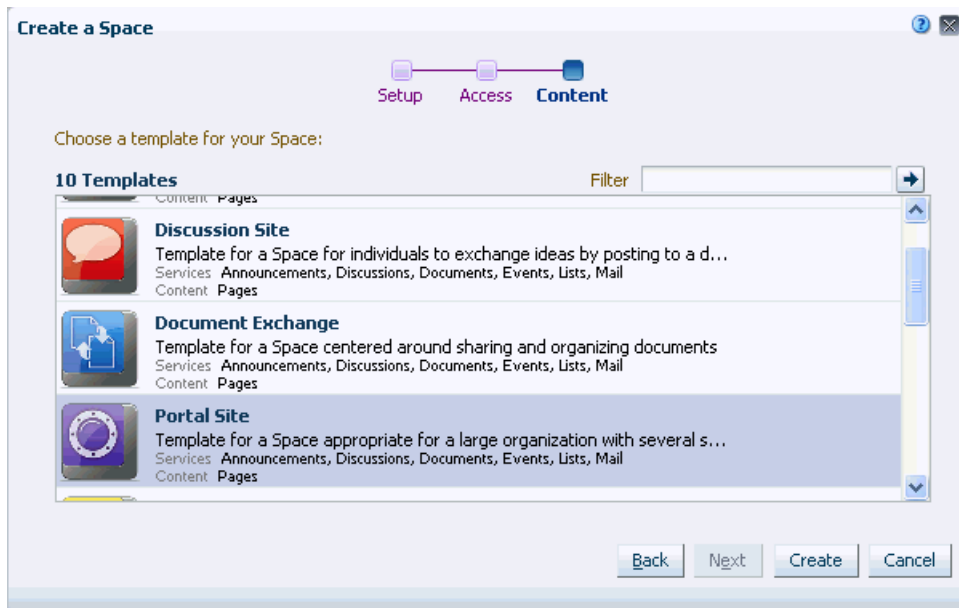 Create a Space
Setup Access Content
Choose a template for your Space:
10 Templates Filter
Content Pages
Discussion Site
Template for a Space for individuals to exchange ideas by posting to a d...
Services Announcements, Discussions, Documents, Events, Lists, Mail
Content Pages
Document Exchange
Template for a Space centered around sharing and organizing documents
Services Announcements, Discussions, Documents, Events, Lists, Mail
Content Pages
Portal Site
Template for a Space appropriate for a large organization with several s...
Services Announcements, Discussions, Documents, Events, Lists, Mail
Content Pages
Back Next Create Cancel